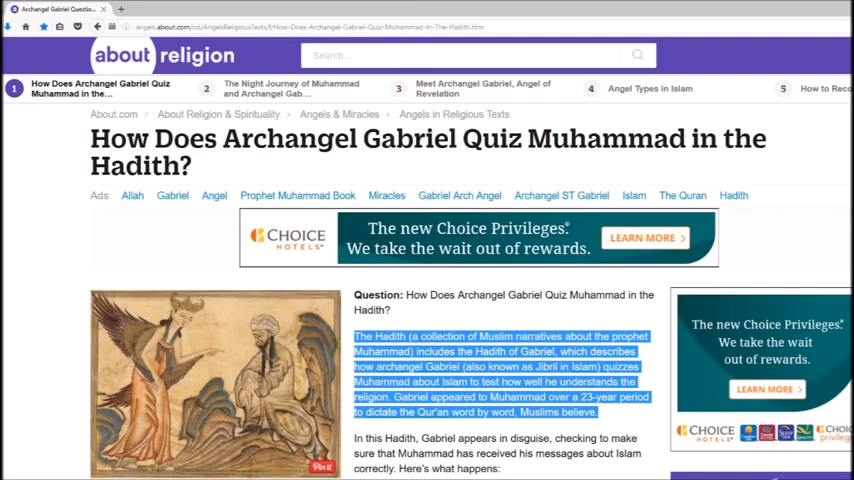 Archangel Gabriel Questio...
angels.about.com/od/AngelsReligiousTexts/f/How-Does-Archangel-Gabriel-Quiz-Muhammad-In-The-Hadith.htm
about religion
Search...
1 How Does Archangel Gabriel Quiz Muhammad in the...
2 The Night Journey of Muhammad and Archangel Gab...
3 Meet Archangel Gabriel, Angel of Revelation
4 Angel Types in Islam
5 How to Reco
About.com > About Religion & Spirituality > Angels & Miracles > Angels in Religious Texts
How Does Archangel Gabriel Quiz Muhammad in the
Hadith?
Ads Allah Gabriel Angel Prophet Muhammad Book Miracles Gabriel Arch Angel Archangel ST Gabriel Islam The Quran Hadith
CHOICE
HOTELS
The new Choice Privileges.
We take the wait out of rewards.
LEARN MORE >
Question: How Does Archangel Gabriel Quiz Muhammad in the
Hadith?
The Hadith (a collection of Muslim narratives about the prophet
Muhammad) includes the Hadith of Gabriel, which describes
how archangel Gabriel (also known as Jibril in Islam) quizzes
Muhammad about Islam to test how well he understands the
religion. Gabriel appeared to Muhammad over a 23-year period
to dictate the Qur'an word by word, Muslims believe.
In this Hadith, Gabriel appears in disguise, checking to make
sure that Muhammad has received his messages about Islam
correctly. Here's what happens:
Pin it
The new Choice Privileges.
We take the wait
out of rewards.
LEARN MORE >
CHOICE
HOTELS
choice
privileges